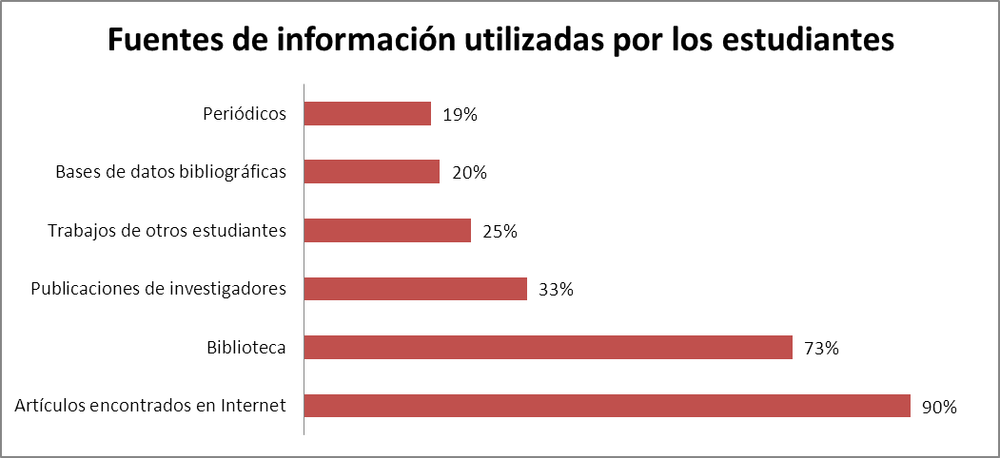 Fuentes de información utilizadas por los estudiantes
Periódicos 19%
Bases de datos bibliográficas 20%
Trabajos de otros estudiantes 25%
Publicaciones de investigadores 33%
Biblioteca 73%
Artículos encontrados en Internet 90%